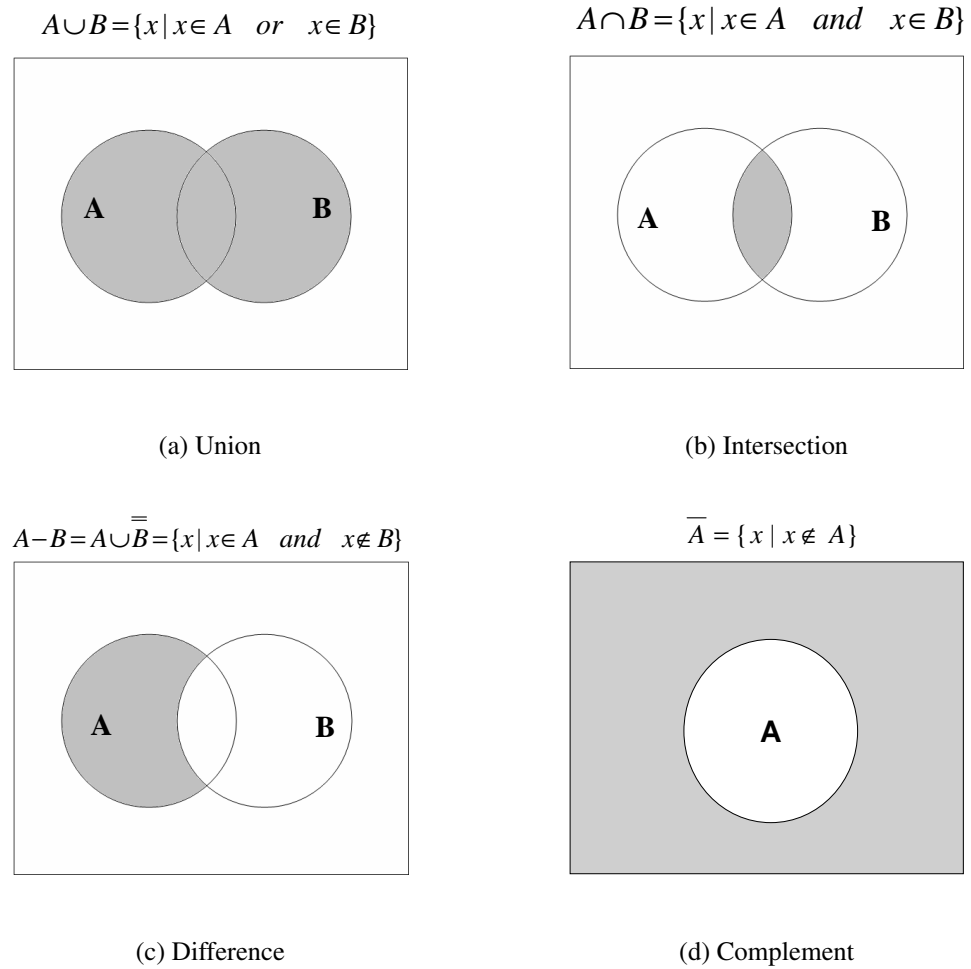 A∪B={x|x∈A or x∈B}
A∩B={x|x∈A and x∈B}
A
B
A
B
(a) Union
(b) Intersection
A−B=A∪B̿={x|x∈A and x∉B}
A̅={x|x∉A}
A
B
A
(c) Difference
(d) Complement